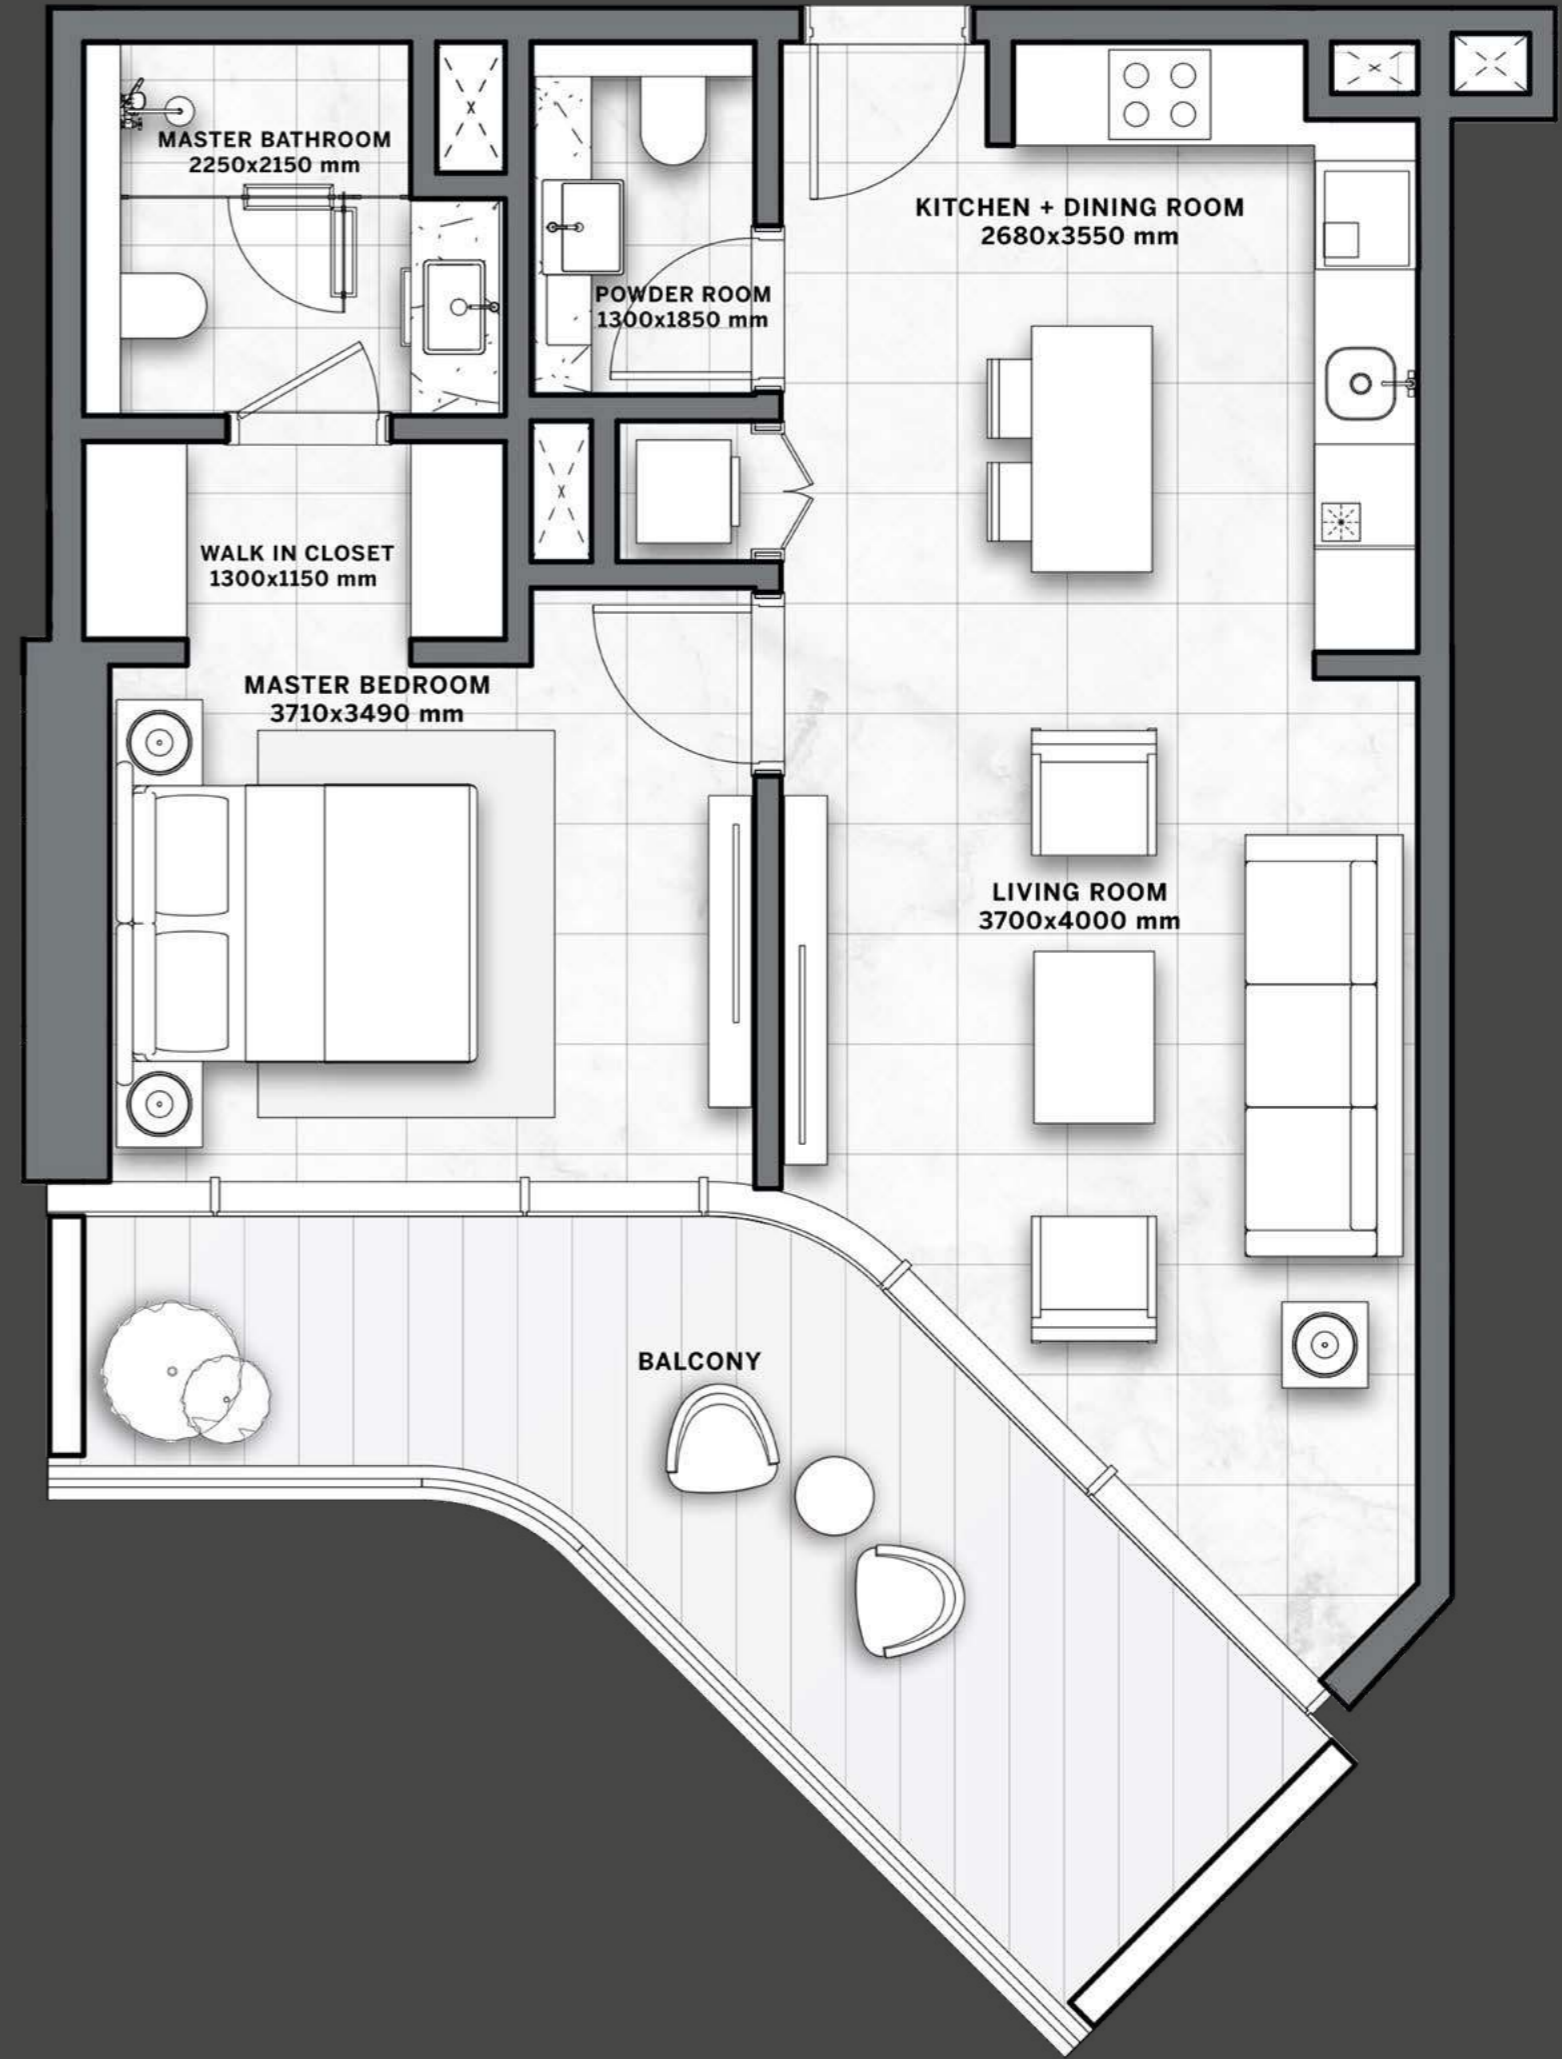 MASTER BATHROOM
2250x2150 mm
KITCHEN + DINING ROOM
2680x3550 mm
POWDER ROOM
1300x1850 mm
WALK IN CLOSET
1300x1150 mm
MASTER BEDROOM
3710x3490 mm
LIVING ROOM
3700x4000 mm
BALCONY